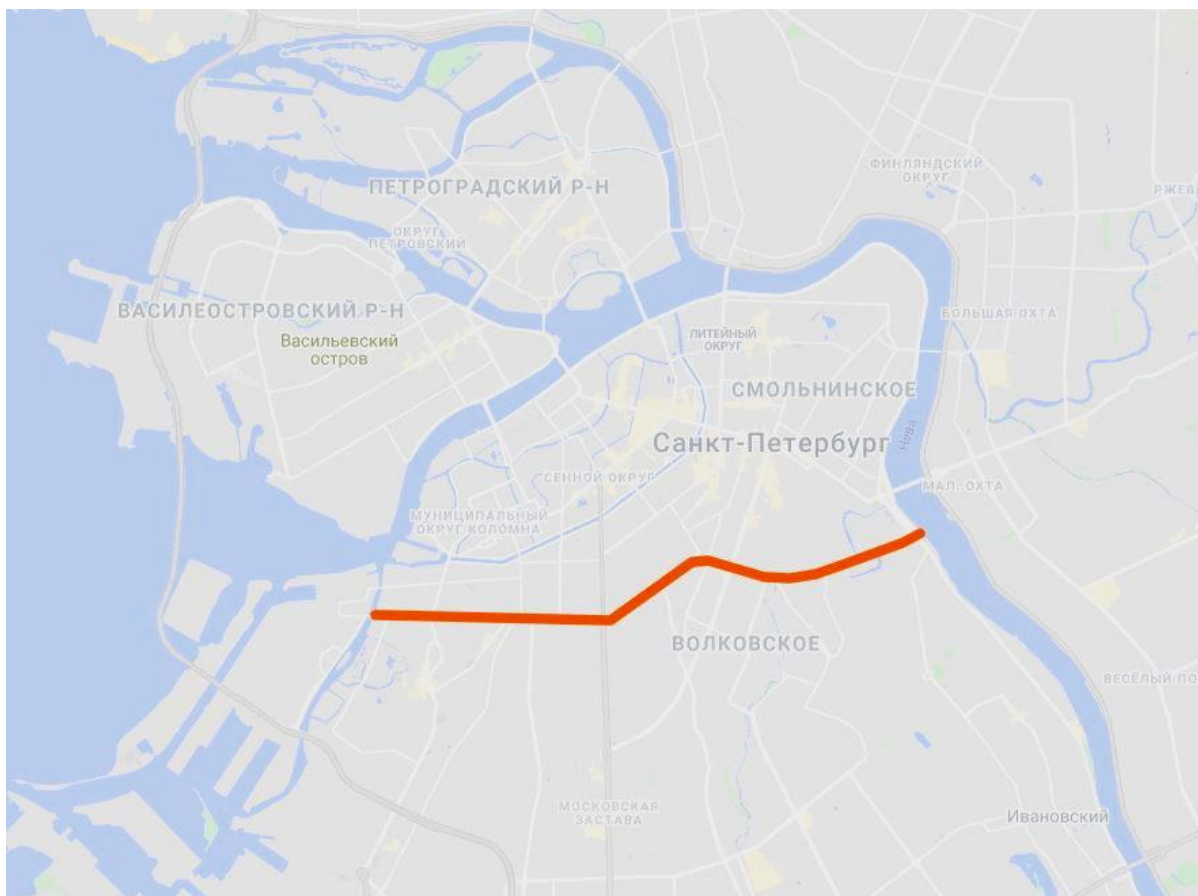 ФИНЛЯНДСКИЙ
ОКРУГ
ПЕТРОГРАДСКИЙ Р-Н
РЖЕВ
ОКРУГ
ПЕТРОВСКИЙ
ВАСИЛЕОСТРОВСКИЙ Р-Н
БОЛЬШАЯ ОХТА
Васильевский
остров
ЛИТЕЙНЫЙ
ОКРУГ
СМОЛЬНИНСКОЕ
Санкт-Петербург
Нева
СЕННОЙ ОКРУГ
МАЛ. ОХТА
МУНИЦИПАЛЬНЫЙ
ОКРУГ КОЛОМНА
ВОЛКОВСКОЕ
ВЕСЁЛЫЙ ПО
МОСКОВСКАЯ
ЗАСТАВА
Ивановский